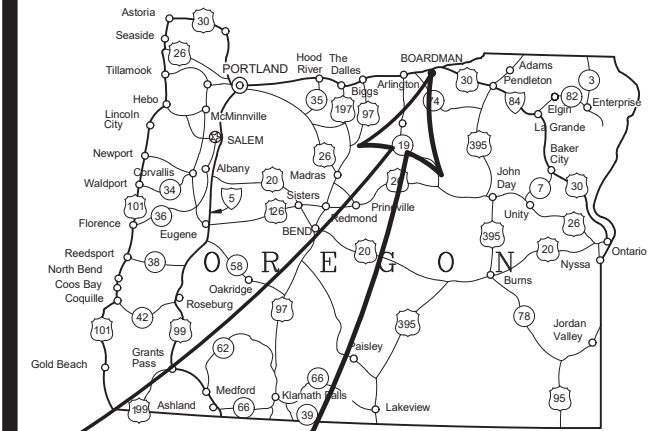 Astoria
30
Seaside
26
Tillamook
PORTLAND
Hood
River
The
Dalles
BOARDMAN
Biggs
Arlington
30
Adams
Pendleton
3
84
82
Elgin
Enterprise
La Grande
35
197
97
74
Hebo
McMinnville
Lincoln
City
SALEM
19
395
Baker
City
Newport
Corvallis
Albany
26
Madras
20
John
Day
7
30
Waldport
34
5
20
Sisters
126
Redmond
Prineville
Unity
26
101
36
Florence
Eugene
BEND
395
20
Ontario
Nyssa
Reedsport
38
OREGON
58
20
North Bend
Coos Bay
Coquille
Oakridge
Burns
Roseburg
97
42
99
78
101
395
Jordan
Valley
Gold Beach
Grants
Pass
62
Paisley
66
Medford
Klamath Falls
95
199
Ashland
66
39
Lakeview